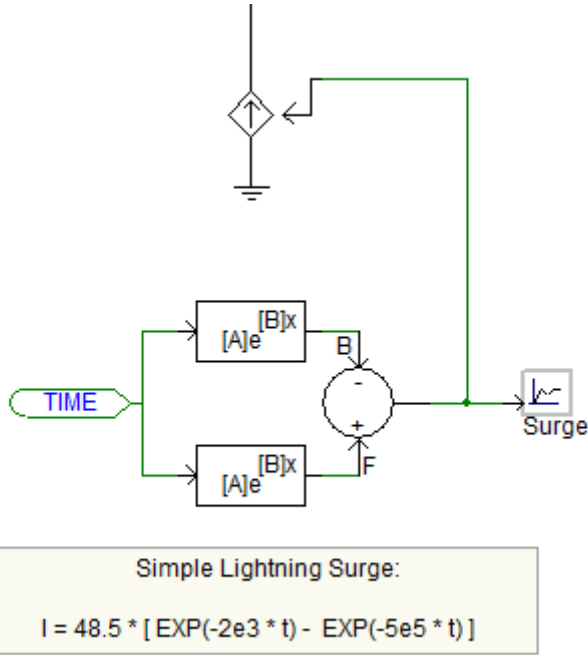 [A]e[B]x
B
-
TIME
+
Surge
[A]e[B]x
F
Simple Lightning Surge:
I = 48.5 * [ EXP(-2e3 * t) - EXP(-5e5 * t) ]